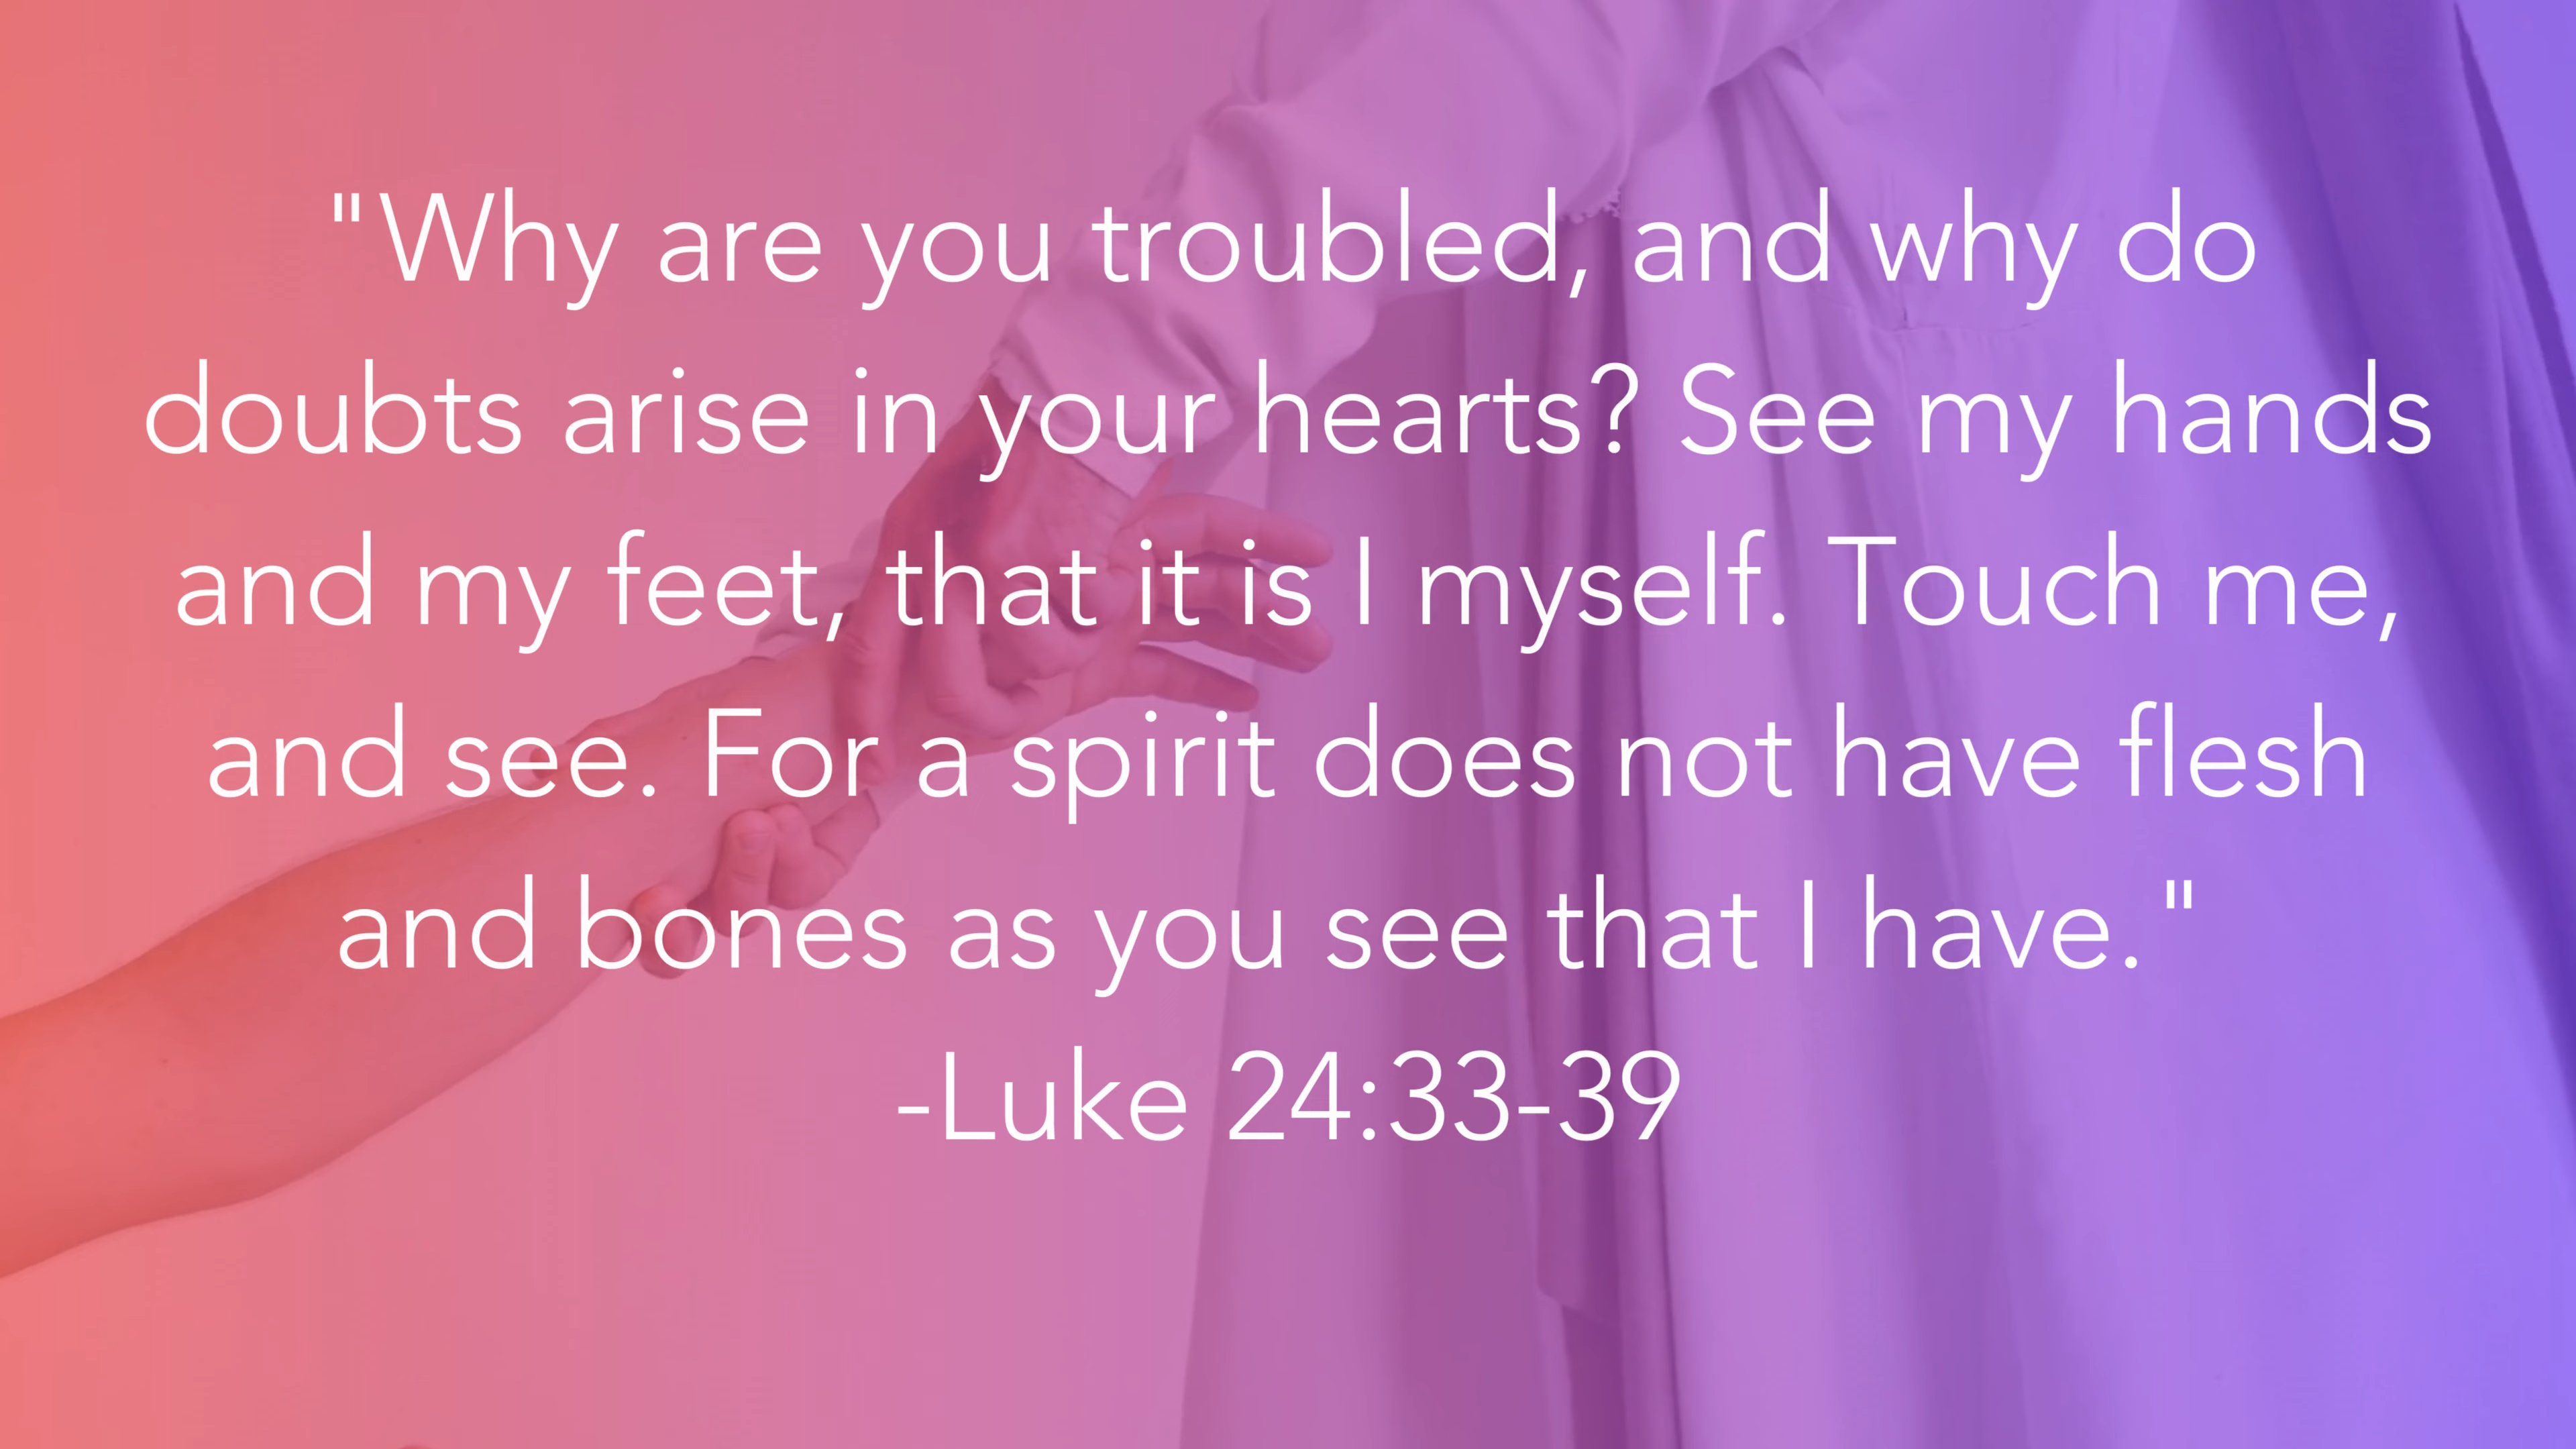 "Why are you troubled, and why do
doubts arise in your hearts? See my hands
and my feet, that it is I myself. Touch me,
and see. For a spirit does not have flesh
and bones as you see that I have."
-Luke 24:33-39